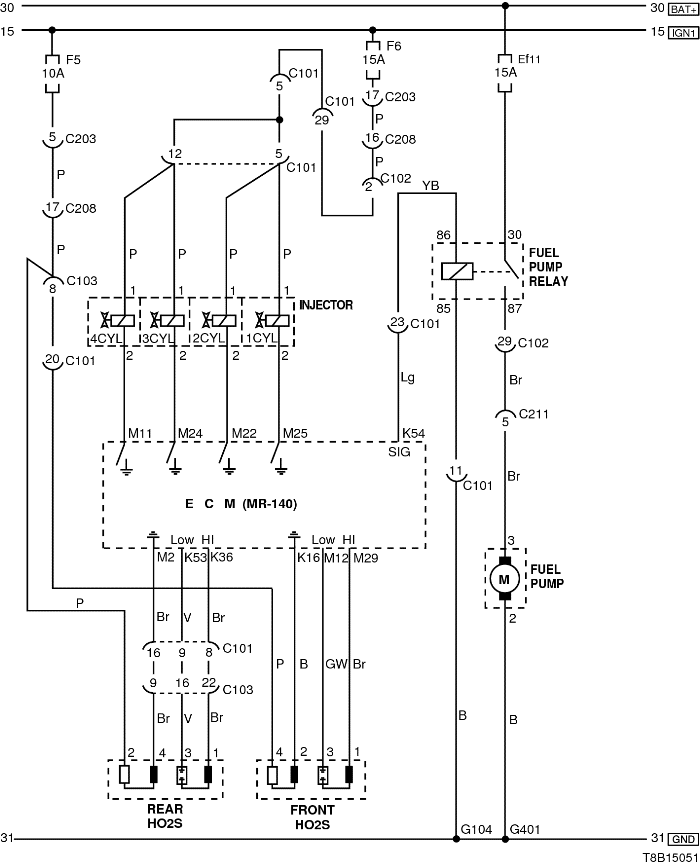 30 30 BAT+
15 15 IGN1
F5
10A
F6
15A
Ef11
15A
C101
5
C101
29
17 C203
P
5 C203
16 C208
P
12 5
C101
2 C102
P
YB
17 C208
86 30
P P P P P
FUEL
PUMP
RELAY
8 C103
1 1 1 1
INJECTOR
85 87
4CYL 3CYL 2CYL 1CYL
23 C101
29 C102
2 2 2 2
20 C101
Lg Br
5 C211
M11 M24 M22 M25 K54
SIG
11 C101
Br
E C M (MR-140)
Low HI Low HI
M2 K53 K36 K16 M12 M29
3
M
FUEL
PUMP
2
P
Br V Br
16 9 8 C101
P B GW Br
9 16 22 C103
Br V Br
B B
2 4 3 1 4 2 3 1
REAR
HO2S
FRONT
HO2S
G104 G401
31 31 GND
T8B15051